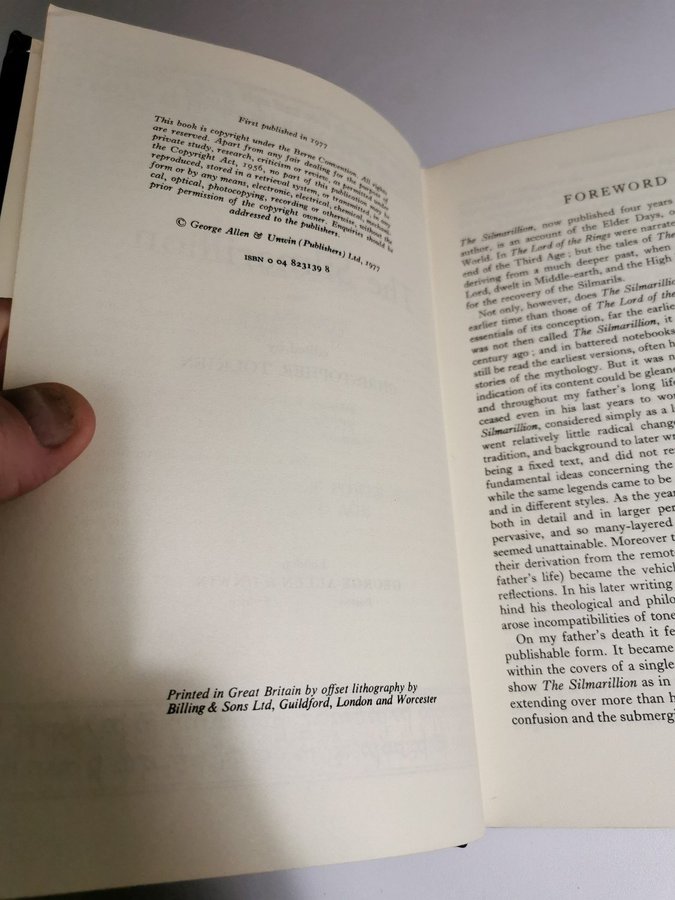 First published in 1977
This book is copyright under the Berne Convention. All rights
are reserved. Apart from any fair dealing for the purpose of
private study, research, criticism or review, as permitted under
the Copyright Act, 1956, no part of this publication may be
reproduced, stored in a retrieval system, or transmitted, in any
form or by any means, electronic, electrical, chemical, mechani-
cal, optical, photocopying, recording or otherwise, without the
prior permission of the copyright owner. Enquiries should be
addressed to the publishers.
© George Allen & Unwin (Publishers) Ltd, 1977
ISBN 0 04 823139 8
Printed in Great Britain by offset lithography by
Billing & Sons Ltd, Guildford, London and Worcester
FOREWORD
The Silmarillion, now published four years
author, is an account of the Elder Days, o
World. In The Lord of the Rings were narrate
end of the Third Age; but the tales of The
deriving from a much deeper past, when
Lord, dwelt in Middle-earth, and the High
for the recovery of the Silmarils.
Not only, however, does The Silmarillio
earlier time than those of The Lord of the
essentials of its conception, far the earlie
was not then called The Silmarillion, it
century ago; and in battered notebooks
still be read the earliest versions, often h
stories of the mythology. But it was n
indication of its content could be glean
and throughout my father's long life
ceased even in his last years to wo
Silmarillion, considered simply as a l
went relatively little radical change
tradition, and background to later wr
being a fixed text, and did not re
fundamental ideas concerning the
while the same legends came to be
and in different styles. As the yea
both in detail and in larger per
pervasive, and so many-layered
seemed unattainable. Moreover t
their derivation from the remot
father's life) became the vehic
reflections. In his later writing
hind his theological and philo
arose incompatibilities of tone
On my father's death it fe
publishable form. It became
within the covers of a single
show The Silmarillion as in
extending over more than h
confusion and the submergi